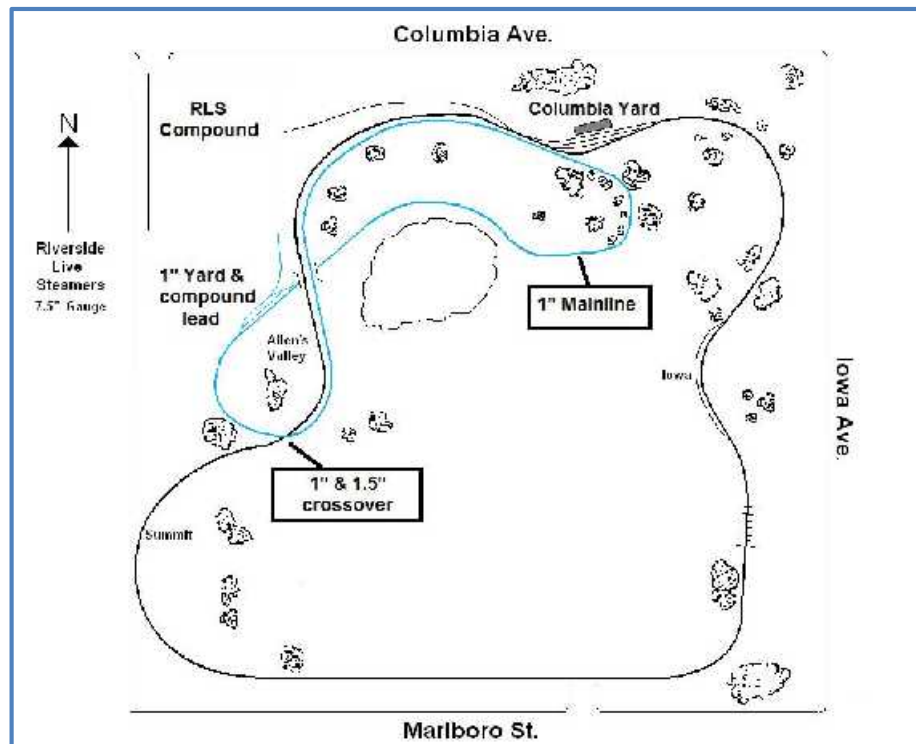 Columbia Ave.
RLS
Compound
Columbia Yard
N
Riverside
Live
Steamers
7.5" Gauge
1" Yard &
compound
lead
1" Mainline
Allen's
Valley
Iowa
Iowa Ave.
1" & 1.5"
crossover
Summit
Marlboro St.